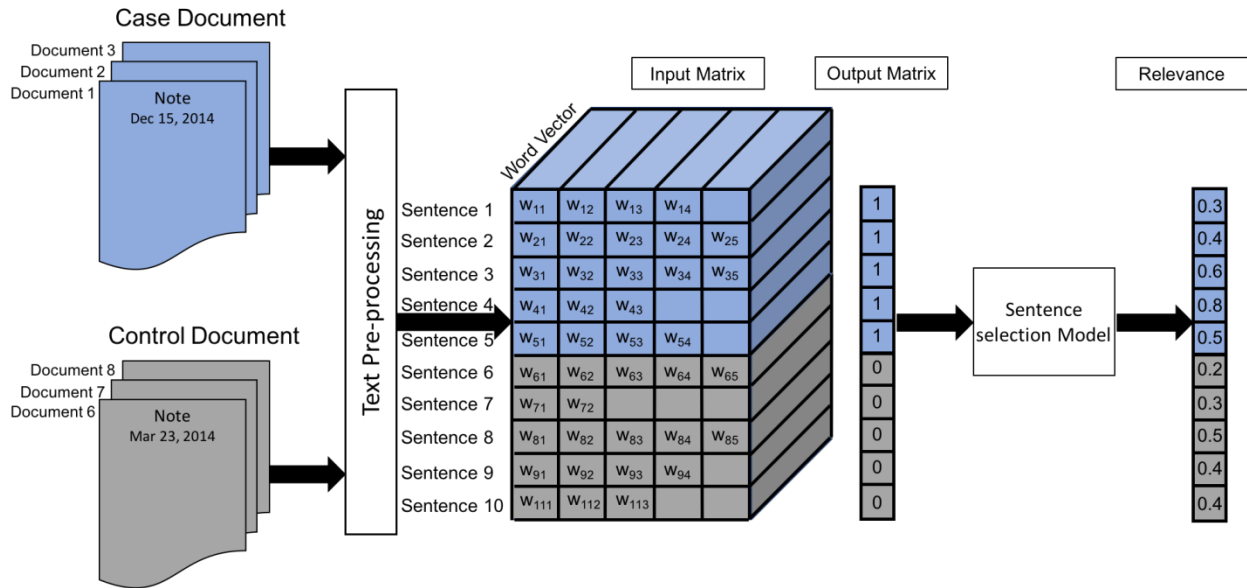 Case Document
Document 3
Document 2
Document 1
Note
Dec 15, 2014
Control Document
Document 8
Document 7
Document 6
Note
Mar 23, 2014
Text Pre-processing
Input Matrix
Output Matrix
Relevance
Word Vector
Sentence 1 w11 w12 w13 w14 1 0.3
Sentence 2 w21 w22 w23 w24 w25 1 0.4
Sentence 3 w31 w32 w33 w34 w35 1 0.6
Sentence 4 w41 w42 w43 1 0.8
Sentence 5 w51 w52 w53 w54 1 0.5
Sentence 6 w61 w62 w63 w64 w65 0 0.2
Sentence 7 w71 w72 0 0.3
Sentence 8 w81 w82 w83 w84 w85 0 0.5
Sentence 9 w91 w92 w93 w94 0 0.4
Sentence 10 w111 w112 w113 0 0.4
Sentence
selection Model